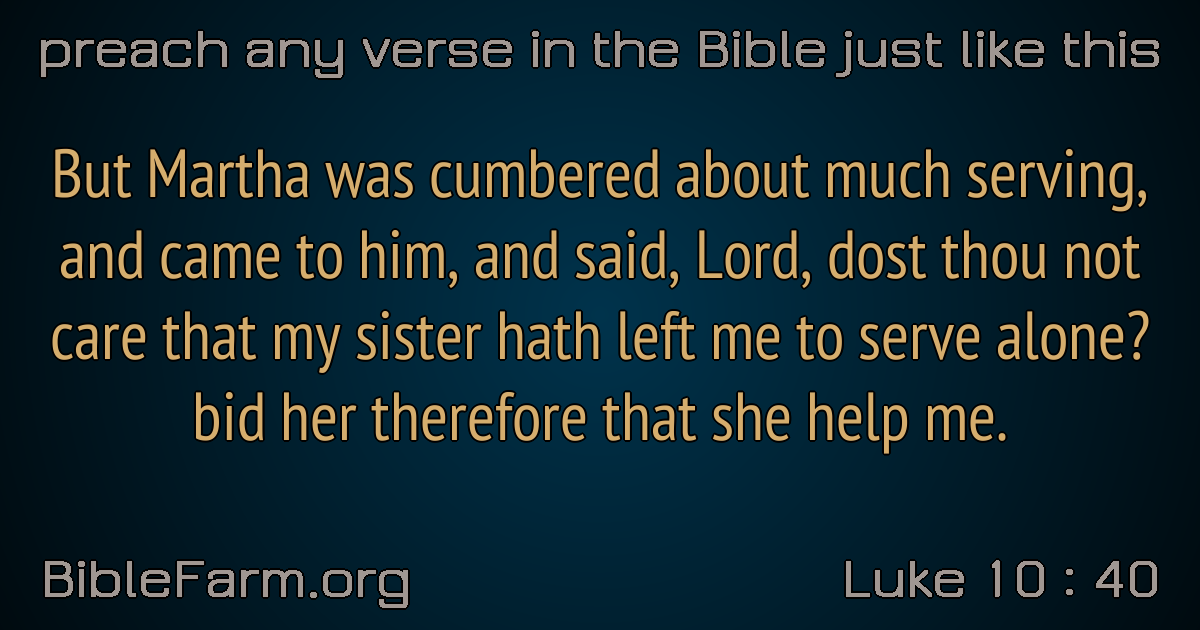 preach any verse in the Bible just like this
But Martha was cumbered about much serving,
and came to him, and said, Lord, dost thou not
care that my sister hath left me to serve alone?
bid her therefore that she help me.
BibleFarm.org
Luke 10 : 40